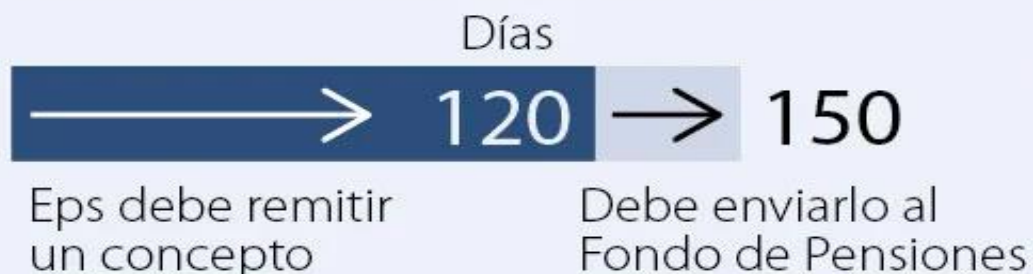 Días
120
150
Eps debe remitir
un concepto
Debe enviarlo al
Fondo de Pensiones